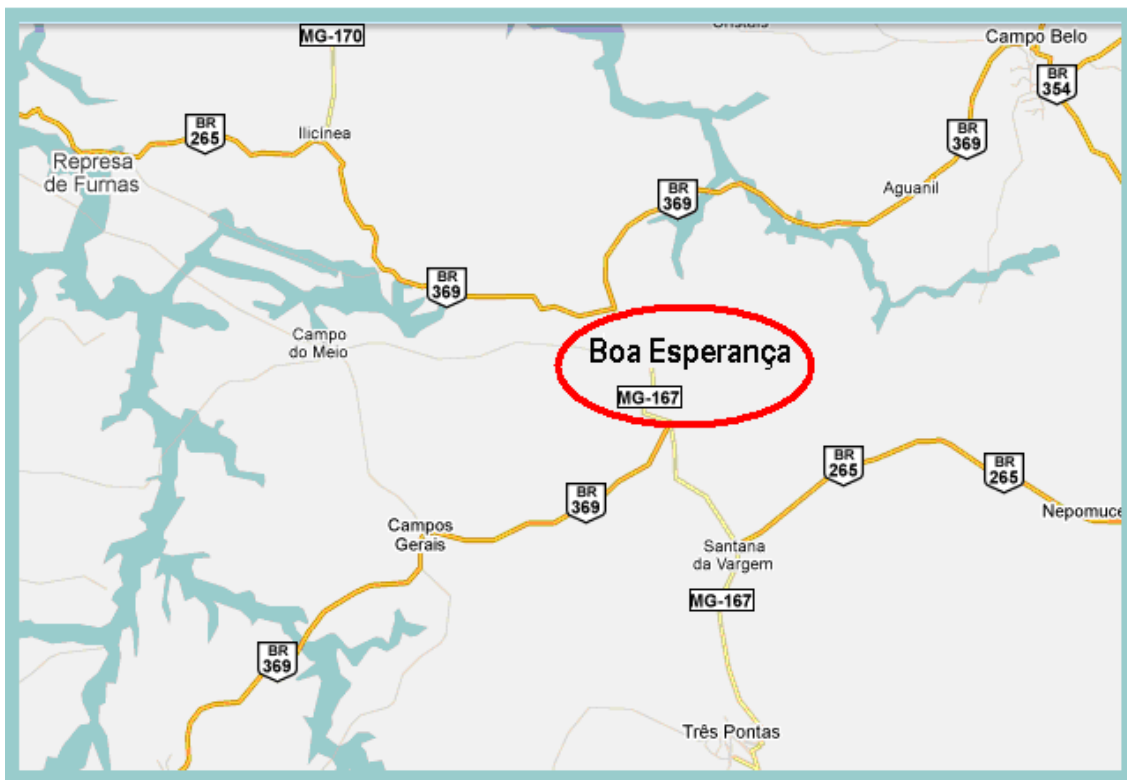 Cristais
MG-170
Campo Belo
BR
354
BR
265
Ilicínea
BR
369
Represa
de Furnas
BR
369
Aguanil
BR
369
Campo
do Meio
Boa Esperança
MG-167
BR
265
BR
265
BR
369
Nepomuce
Campos
Gerais
Santana
da Vargem
MG-167
BR
369
Três Pontas